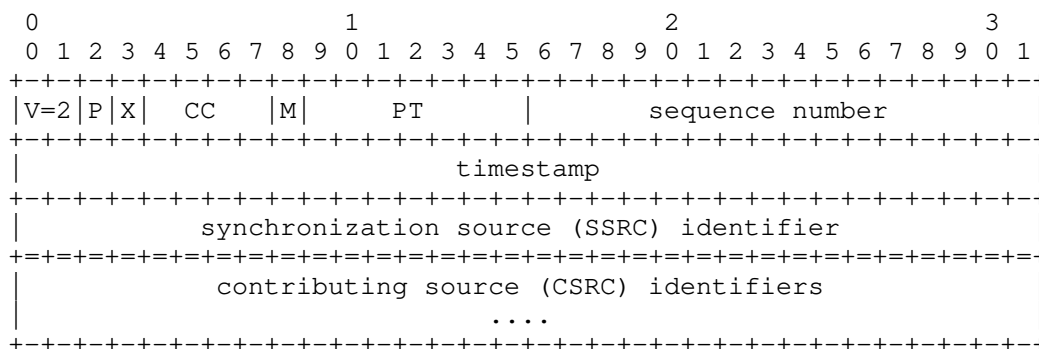 0                   1                   2                   3
 0 1 2 3 4 5 6 7 8 9 0 1 2 3 4 5 6 7 8 9 0 1 2 3 4 5 6 7 8 9 0 1
+-+-+-+-+-+-+-+-+-+-+-+-+-+-+-+-+-+-+-+-+-+-+-+-+-+-+-+-+-+-+-+-
|V=2|P|X|  CC   |M|     PT      |       sequence number
+-+-+-+-+-+-+-+-+-+-+-+-+-+-+-+-+-+-+-+-+-+-+-+-+-+-+-+-+-+-+-+-
|                           timestamp
+-+-+-+-+-+-+-+-+-+-+-+-+-+-+-+-+-+-+-+-+-+-+-+-+-+-+-+-+-+-+-+-
|           synchronization source (SSRC) identifier
+=+=+=+=+=+=+=+=+=+=+=+=+=+=+=+=+=+=+=+=+=+=+=+=+=+=+=+=+=+=+=+=
|            contributing source (CSRC) identifiers
|                             ....
+-+-+-+-+-+-+-+-+-+-+-+-+-+-+-+-+-+-+-+-+-+-+-+-+-+-+-+-+-+-+-+-